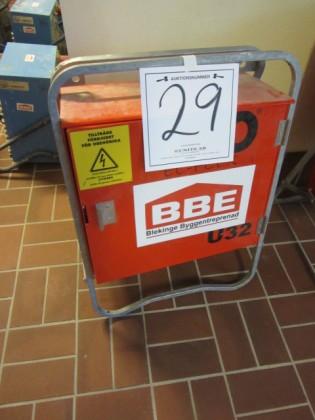 AUKTIONSNUMMER
29
TILLTRÄDE
FÖRBJUDET
FÖR OBEHÖRIGA
BBE
Blekinge Byggentreprenad
U32